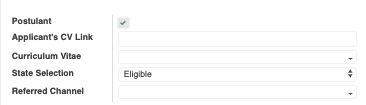 Postulant
Applicant's CV Link
Curriculum Vitae
State Selection Eligible
Referred Channel